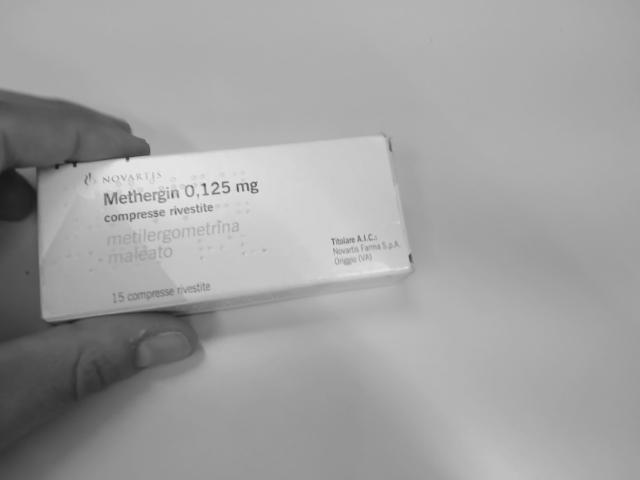 NOVARTIS
Methergin 0,125 mg
compresse rivestite
metilergometrina
maleato
15 compresse rivestite
Titolare A.I.C.:
Novartis Farma S.p.A.
Origgio (VA)